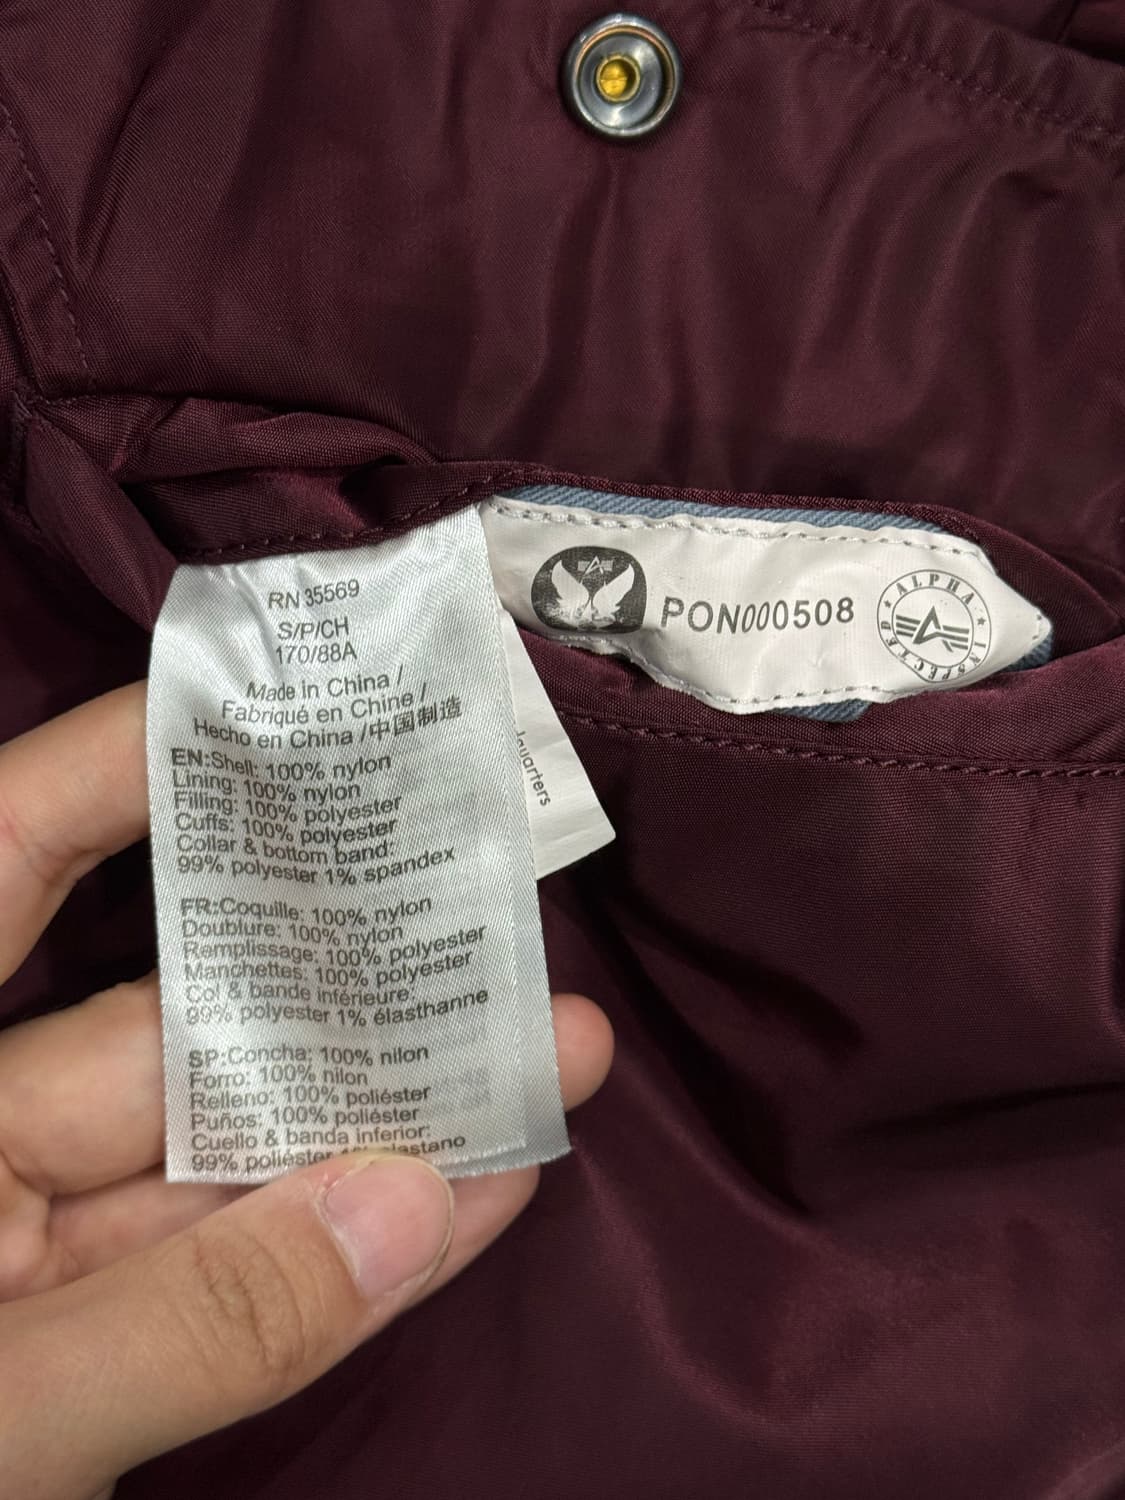 RN 35569
S/P/CH
170/88A
Made in China /
Fabriqué en Chine /
Hecho en China /中国制造
EN:Shell: 100% nylon
Lining: 100% nylon
Filling: 100% polyester
Cuffs: 100% polyester
Collar & bottom band:
99% polyester 1% spandex
FR:Coquille: 100% nylon
Doublure: 100% nylon
Remplissage: 100% polyester
Manchettes: 100% polyester
Col & bande inférieure:
99% polyester 1% élasthanne
SP:Concha: 100% nilon
Forro: 100% nilon
Relleno: 100% poliéster
Puños: 100% poliéster
Cuello & banda inferior:
99% poliéster
PON000508
ALPHA
INSPECTED